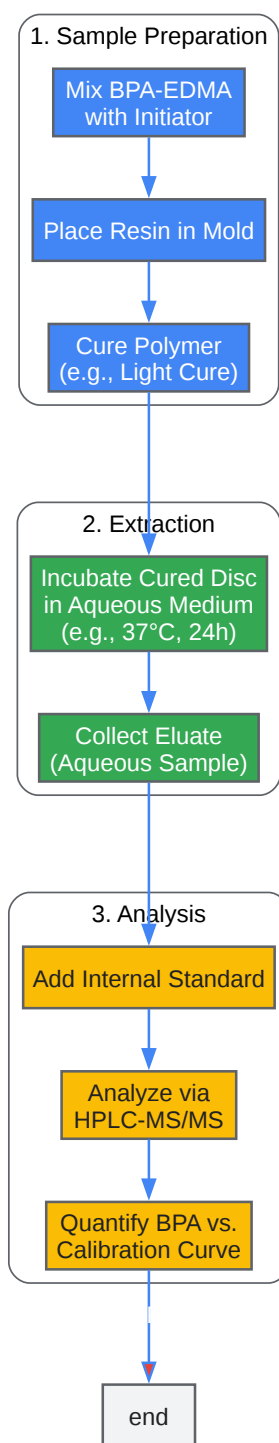 1. Sample Preparation
Mix BPA-EDMA
with Initiator
Place Resin in Mold
Cure Polymer
(e.g., Light Cure)
2. Extraction
Incubate Cured Disc
in Aqueous Medium
(e.g., 37°C, 24h)
Collect Eluate
(Aqueous Sample)
3. Analysis
Add Internal Standard
Analyze via
HPLC-MS/MS
Quantify BPA vs.
Calibration Curve
end